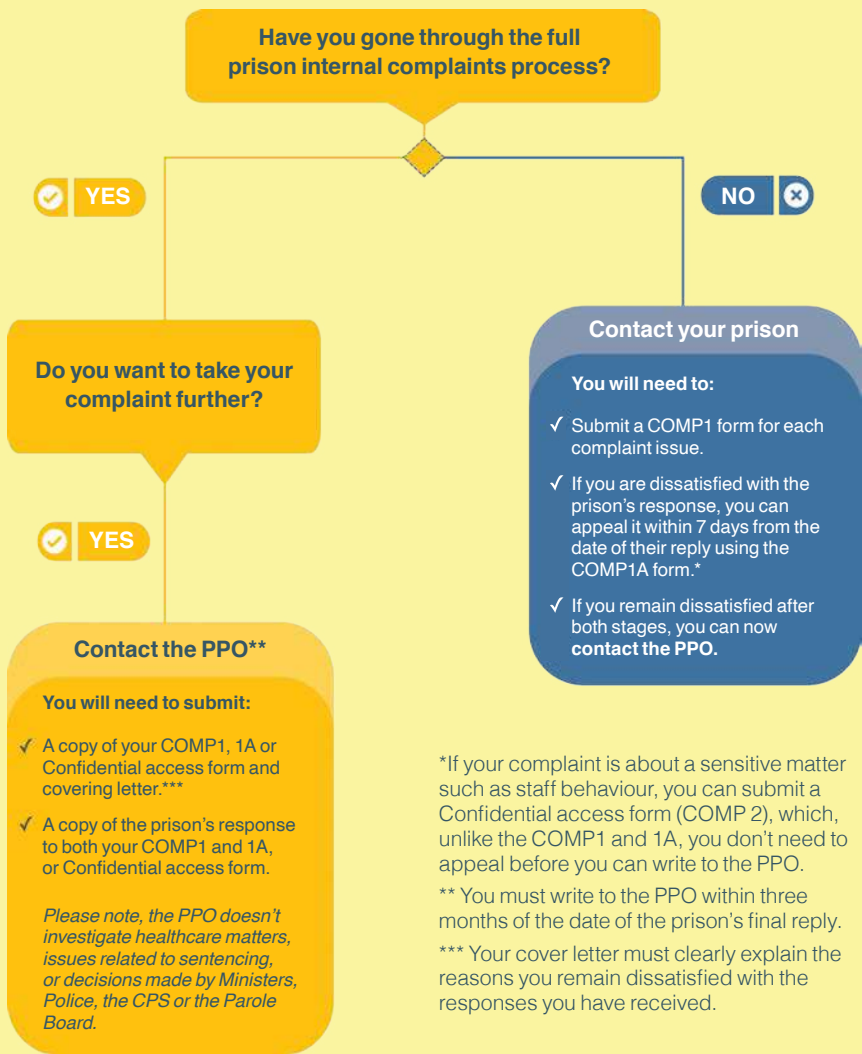 Have you gone through the full
prison internal complaints process?
YES
NO
Do you want to take your
complaint further?
YES
Contact the PPO**
You will need to submit:
✓ A copy of your COMP1, 1A or
Confidential access form and
covering letter.***
✓ A copy of the prison's response
to both your COMP1 and 1A,
or Confidential access form.
Please note, the PPO doesn't
investigate healthcare matters,
issues related to sentencing,
or decisions made by Ministers,
Police, the CPS or the Parole
Board.
Contact your prison
You will need to:
✓ Submit a COMP1 form for each
complaint issue.
✓ If you are dissatisfied with the
prison's response, you can
appeal it within 7 days from the
date of their reply using the
COMP1A form.*
✓ If you remain dissatisfied after
both stages, you can now
contact the PPO.
*If your complaint is about a sensitive matter
such as staff behaviour, you can submit a
Confidential access form (COMP 2), which,
unlike the COMP1 and 1A, you don't need to
appeal before you can write to the PPO.
** You must write to the PPO within three
months of the date of the prison's final reply.
*** Your cover letter must clearly explain the
reasons you remain dissatisfied with the
responses you have received.